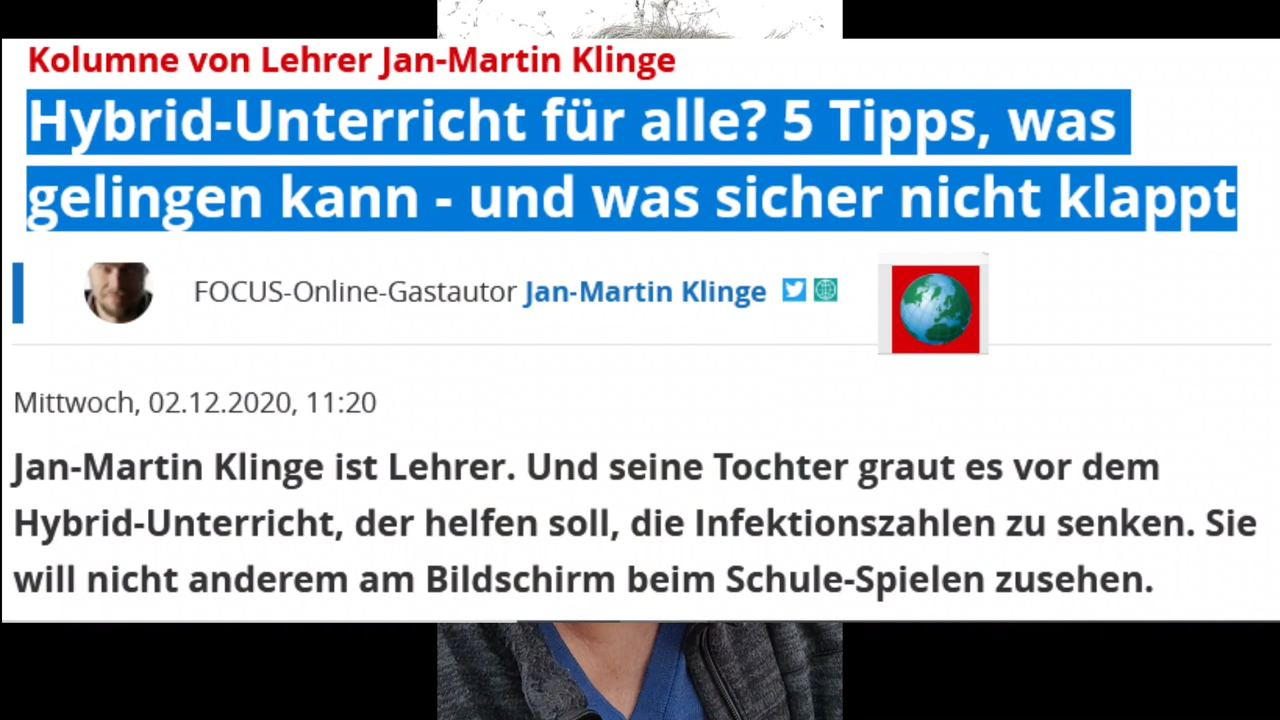 Kolumne von Lehrer Jan-Martin Klinge
Hybrid-Unterricht für alle? 5 Tipps, was
gelingen kann - und was sicher nicht klappt
FOCUS-Online-Gastautor Jan-Martin Klinge
Mittwoch, 02.12.2020, 11:20
Jan-Martin Klinge ist Lehrer. Und seine Tochter graut es vor dem
Hybrid-Unterricht, der helfen soll, die Infektionszahlen zu senken. Sie
will nicht anderem am Bildschirm beim Schule-Spielen zusehen.